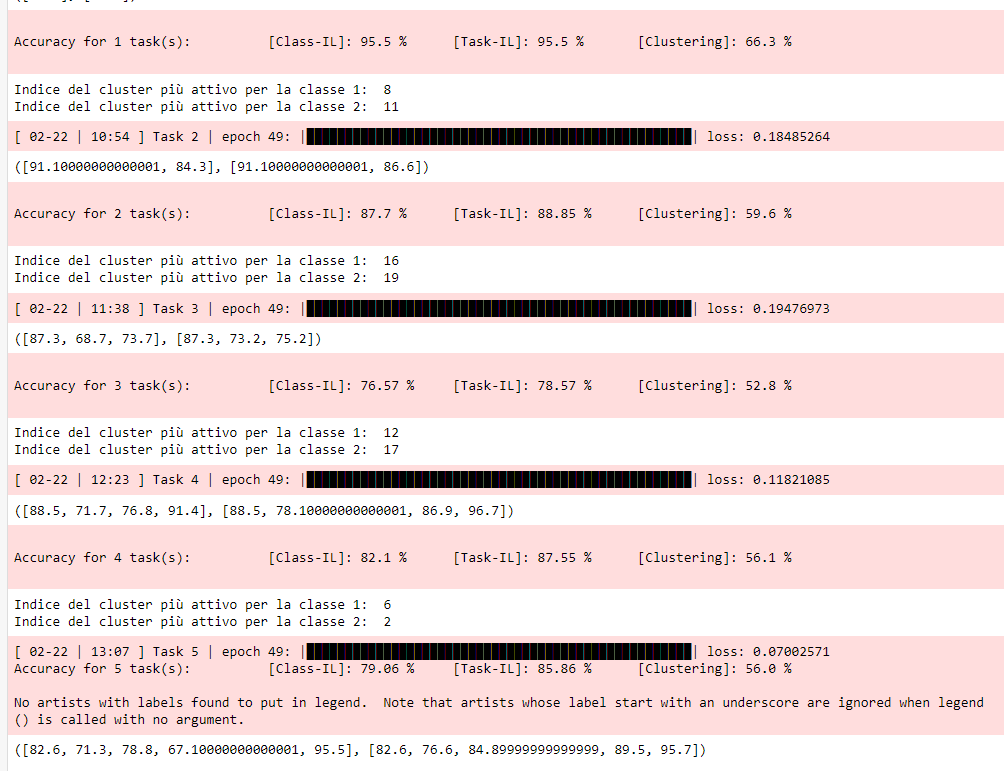 Accuracy for 1 task(s): [Class-IL]: 95.5 % [Task-IL]: 95.5 % [Clustering]: 66.3 %
Indice del cluster più attivo per la classe 1: 8
Indice del cluster più attivo per la classe 2: 11
[ 02-22 | 10:54 ] Task 2 | epoch 49: |██████████████████████████████████████████████████| loss: 0.18485264
([91.10000000000001, 84.3], [91.10000000000001, 86.6])
Accuracy for 2 task(s): [Class-IL]: 87.7 % [Task-IL]: 88.85 % [Clustering]: 59.6 %
Indice del cluster più attivo per la classe 1: 16
Indice del cluster più attivo per la classe 2: 19
[ 02-22 | 11:38 ] Task 3 | epoch 49: |██████████████████████████████████████████████████| loss: 0.19476973
([87.3, 68.7, 73.7], [87.3, 73.2, 75.2])
Accuracy for 3 task(s): [Class-IL]: 76.57 % [Task-IL]: 78.57 % [Clustering]: 52.8 %
Indice del cluster più attivo per la classe 1: 12
Indice del cluster più attivo per la classe 2: 17
[ 02-22 | 12:23 ] Task 4 | epoch 49: |██████████████████████████████████████████████████| loss: 0.11821085
([88.5, 71.7, 76.8, 91.4], [88.5, 78.10000000000001, 86.9, 96.7])
Accuracy for 4 task(s): [Class-IL]: 82.1 % [Task-IL]: 87.55 % [Clustering]: 56.1 %
Indice del cluster più attivo per la classe 1: 6
Indice del cluster più attivo per la classe 2: 2
[ 02-22 | 13:07 ] Task 5 | epoch 49: |██████████████████████████████████████████████████| loss: 0.07002571
Accuracy for 5 task(s): [Class-IL]: 79.06 % [Task-IL]: 85.86 % [Clustering]: 56.0 %
No artists with labels found to put in legend.  Note that artists whose label start with an underscore are ignored when legend
() is called with no argument.
([82.6, 71.3, 78.8, 67.10000000000001, 95.5], [82.6, 76.6, 84.89999999999999, 89.5, 95.7])